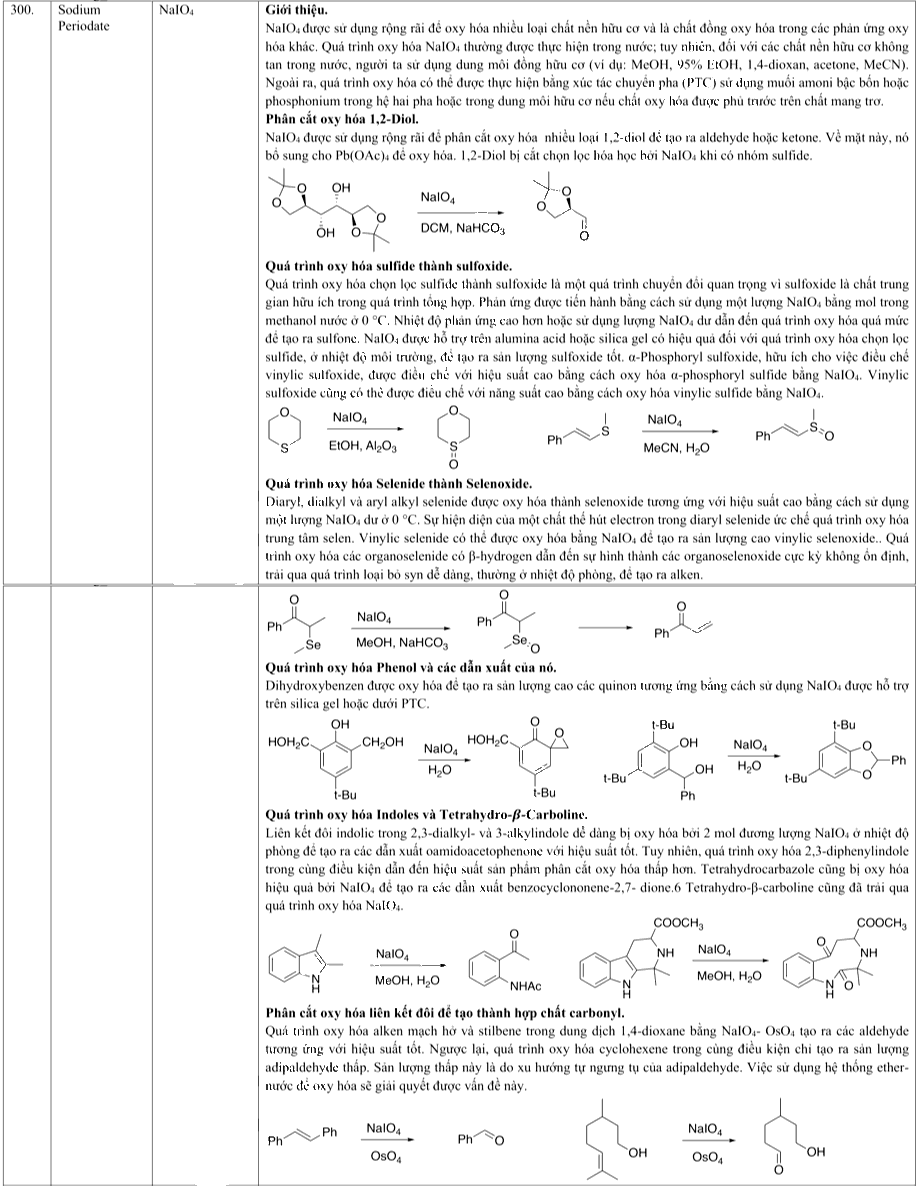 300. Sodium Periodate NaIO₄ Giới thiệu.
NaIO₄ được sử dụng rộng rãi để oxy hóa nhiều loại chất nền hữu cơ và là chất đồng oxy hóa trong các phản ứng oxy
hóa khác. Quá trình oxy hóa NaIO₄ thường được thực hiện trong nước; tuy nhiên, đối với các chất nền hữu cơ không
tan trong nước, người ta sử dụng dung môi đồng hữu cơ (ví dụ: MeOH, 95% EtOH, 1,4-dioxan, acetone, MeCN).
Ngoài ra, quá trình oxy hóa có thể được thực hiện bằng xúc tác chuyển pha (PTC) sử dụng muối amoni bậc bốn hoặc
phosphonium trong hệ hai pha hoặc trong dung môi hữu cơ nếu chất oxy hóa được phủ trước trên chất mang trơ.
Phân cắt oxy hóa 1,2-Diol.
NaIO₄ được sử dụng rộng rãi để phân cắt oxy hóa nhiều loại 1,2-diol để tạo ra aldehyde hoặc ketone. Về mặt này, nó
bổ sung cho Pb(OAc)₄ để oxy hóa. 1,2-Diol bị cắt chọn lọc hóa học bởi NaIO₄ khi có nhóm sulfide.
O O OH OH O O NaIO₄ DCM, NaHCO₃ O O O
Quá trình oxy hóa sulfide thành sulfoxide.
Quá trình oxy hóa chọn lọc sulfide thành sulfoxide là một quá trình chuyển đổi quan trọng vì sulfoxide là chất trung
gian hữu ích trong quá trình tổng hợp. Phản ứng được tiến hành bằng cách sử dụng một lượng NaIO₄ bằng mol trong
methanol nước ở 0 °C. Nhiệt độ phản ứng cao hơn hoặc sử dụng lượng NaIO₄ dư dẫn đến quá trình oxy hóa quá mức
để tạo ra sulfone. NaIO₄ được hỗ trợ trên alumina acid hoặc silica gel có hiệu quả đối với quá trình oxy hóa chọn lọc
sulfide, ở nhiệt độ môi trường, để tạo ra sản lượng sulfoxide tốt. α-Phosphoryl sulfoxide, hữu ích cho việc điều chế
vinylic sulfoxide, được điều chế với hiệu suất cao bằng cách oxy hóa α-phosphoryl sulfide bằng NaIO₄. Vinylic
sulfoxide cũng có thể được điều chế với năng suất cao bằng cách oxy hóa vinylic sulfide bằng NaIO₄.
O S NaIO₄ EtOH, Al₂O₃ O S O Ph S NaIO₄ MeCN, H₂O Ph S O
Quá trình oxy hóa Selenide thành Selenoxide.
Diaryl, dialkyl và aryl alkyl selenide được oxy hóa thành selenoxide tương ứng với hiệu suất cao bằng cách sử dụng
một lượng NaIO₄ dư ở 0 °C. Sự hiện diện của một chất thế hút electron trong diaryl selenide ức chế quá trình oxy hóa
trung tâm selen. Vinylic selenide có thể được oxy hóa bằng NaIO₄ để tạo ra sản lượng cao vinylic selenoxide.. Quá
trình oxy hóa các organoselenide có β-hydrogen dẫn đến sự hình thành các organoselenoxide cực kỳ không ổn định,
trải qua quá trình loại bỏ syn dễ dàng, thường ở nhiệt độ phòng, để tạo ra alken.
O Ph Se NaIO₄ MeOH, NaHCO₃ O Ph Se O O Ph
Quá trình oxy hóa Phenol và các dẫn xuất của nó.
Dihydroxybenzen được oxy hóa để tạo ra sản lượng cao các quinon tương ứng bằng cách sử dụng NaIO₄ được hỗ trợ
trên silica gel hoặc dưới PTC.
OH HOH₂C CH₂OH t-Bu NaIO₄ H₂O O HOH₂C O t-Bu t-Bu OH OH t-Bu Ph NaIO₄ H₂O t-Bu O Ph O t-Bu
Quá trình oxy hóa Indoles và Tetrahydro-β-Carboline.
Liên kết đôi indolic trong 2,3-dialkyl- và 3-alkylindole dễ dàng bị oxy hóa bởi 2 mol đương lượng NaIO₄ ở nhiệt độ
phòng để tạo ra các dẫn xuất oamidoacetophenone với hiệu suất tốt. Tuy nhiên, quá trình oxy hóa 2,3-diphenylindole
trong cùng điều kiện dẫn đến hiệu suất sản phẩm phân cắt oxy hóa thấp hơn. Tetrahydrocarbazole cũng bị oxy hóa
hiệu quả bởi NaIO₄ để tạo ra các dẫn xuất benzocyclononene-2,7- dione.6 Tetrahydro-β-carboline cũng đã trải qua
quá trình oxy hóa NaIO₄.
N H NaIO₄ MeOH, H₂O O NHAc COOCH₃ NH N H NaIO₄ MeOH, H₂O COOCH₃ O NH N H O
Phân cắt oxy hóa liên kết đôi để tạo thành hợp chất carbonyl.
Quá trình oxy hóa alken mạch hở và stilbene trong dung dịch 1,4-dioxane bằng NaIO₄- OsO₄ tạo ra các aldehyde
tương ứng với hiệu suất tốt. Ngược lại, quá trình oxy hóa cyclohexene trong cùng điều kiện chỉ tạo ra sản lượng
adipaldehyde thấp. Sản lượng thấp này là do xu hướng tự ngưng tụ của adipaldehyde. Việc sử dụng hệ thống ether-
nước để oxy hóa sẽ giải quyết được vấn đề này.
Ph Ph NaIO₄ OsO₄ Ph O OH NaIO₄ OsO₄ OH O